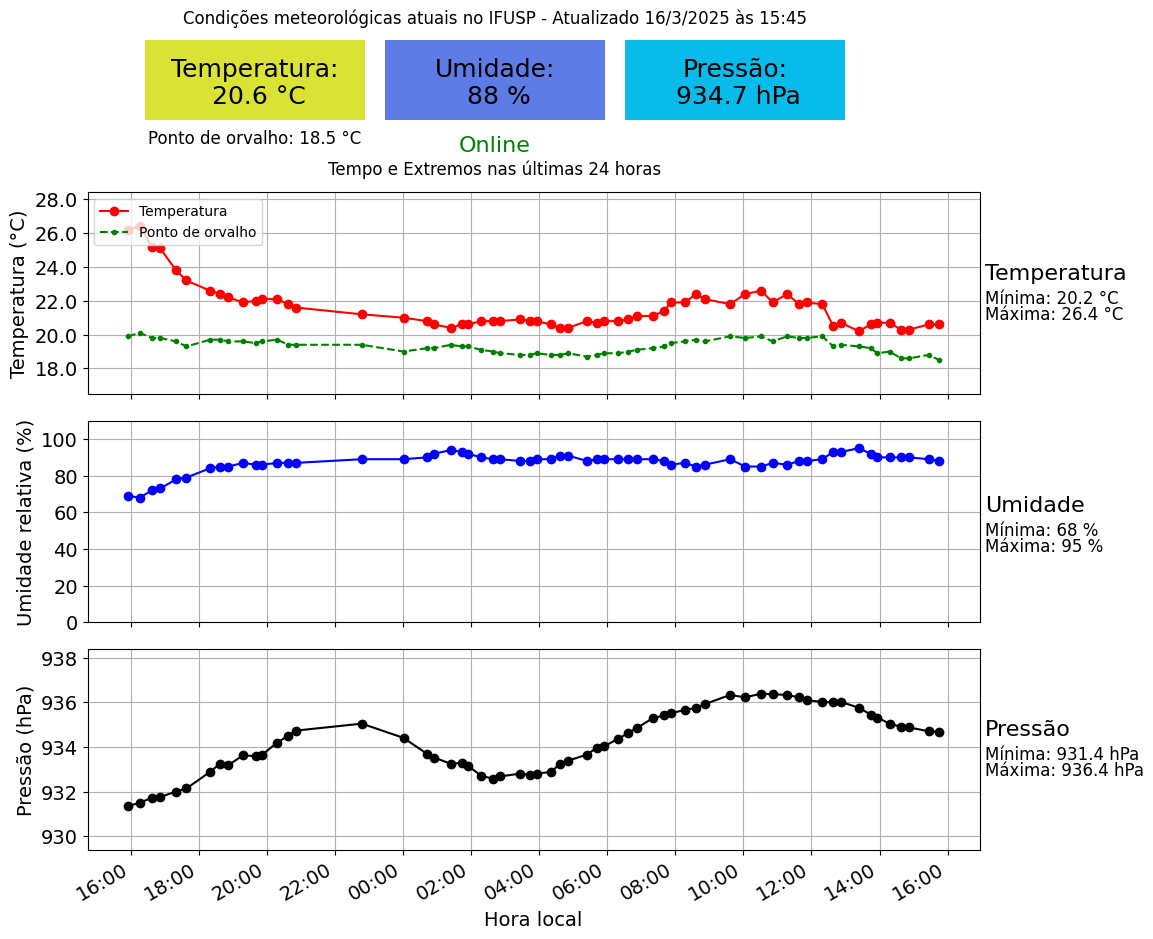 Condições meteorológicas atuais no IFUSP - Atualizado 16/3/2025 às 15:45
Temperatura:
20.6 °C
Umidade:
88 %
Pressão:
934.7 hPa
Ponto de orvalho: 18.5 °C
Online
Tempo e Extremos nas últimas 24 horas
Temperatura (°C)
28.0
26.0
24.0
22.0
20.0
18.0
Temperatura
Ponto de orvalho
Temperatura
Mínima: 20.2 °C
Máxima: 26.4 °C
Umidade relativa (%)
100
80
60
40
20
0
Umidade
Mínima: 68 %
Máxima: 95 %
Pressão (hPa)
938
936
934
932
930
Pressão
Mínima: 931.4 hPa
Máxima: 936.4 hPa
16:00 18:00 20:00 22:00 00:00 02:00 04:00 06:00 08:00 10:00 12:00 14:00 16:00
Hora local